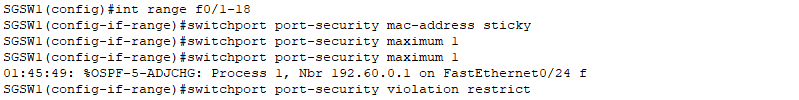 SGSW1(config)#int range f0/1-18
SGSW1(config-if-range)#switchport port-security mac-address sticky
SGSW1(config-if-range)#switchport port-security maximum 1
SGSW1(config-if-range)#switchport port-security maximum 1
01:45:49: %OSPF-5-ADJCHG: Process 1, Nbr 192.60.0.1 on FastEthernet0/24 f
SGSW1(config-if-range)#switchport port-security violation restrict